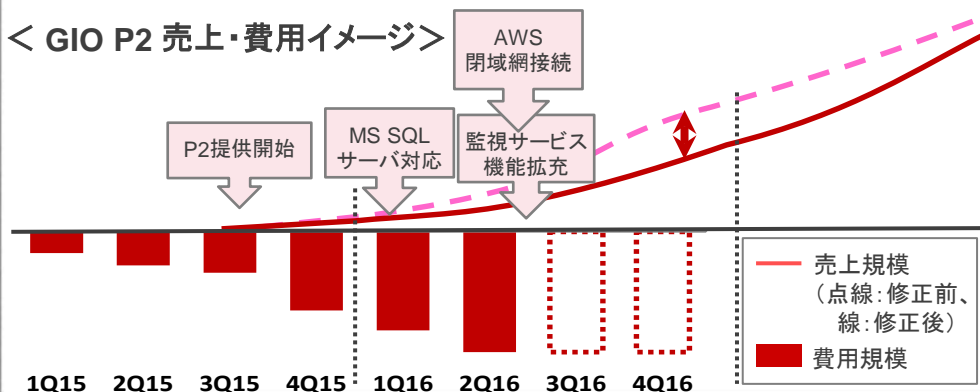 ＜ GIO P2 売上・費用イメージ＞
AWS
閉域網接続
P2提供開始
MS SQL
サーバ対応
監視サービス
機能拡充
売上規模
（点線：修正前、
線：修正後）
費用規模
1Q15 2Q15 3Q15 4Q15 1Q16 2Q16 3Q16 4Q16